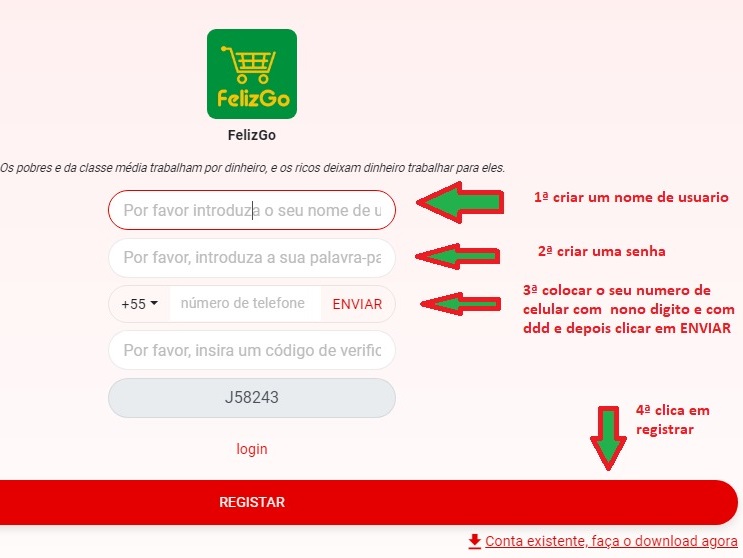 FelizGo
FelizGo
Os pobres e da classe média trabalham por dinheiro, e os ricos deixam dinheiro trabalhar para eles.
Por favor introduza o seu nome de u
1ª criar um nome de usuario
Por favor, introduza a sua palavra-pa
2ª criar uma senha
+55 número de telefone ENVIAR
3ª colocar o seu numero de
celular com nono digito e com
ddd e depois clicar em ENVIAR
Por favor, insira um código de verific
J58243
login
4ª clica em
registrar
REGISTAR
Conta existente, faça o download agora